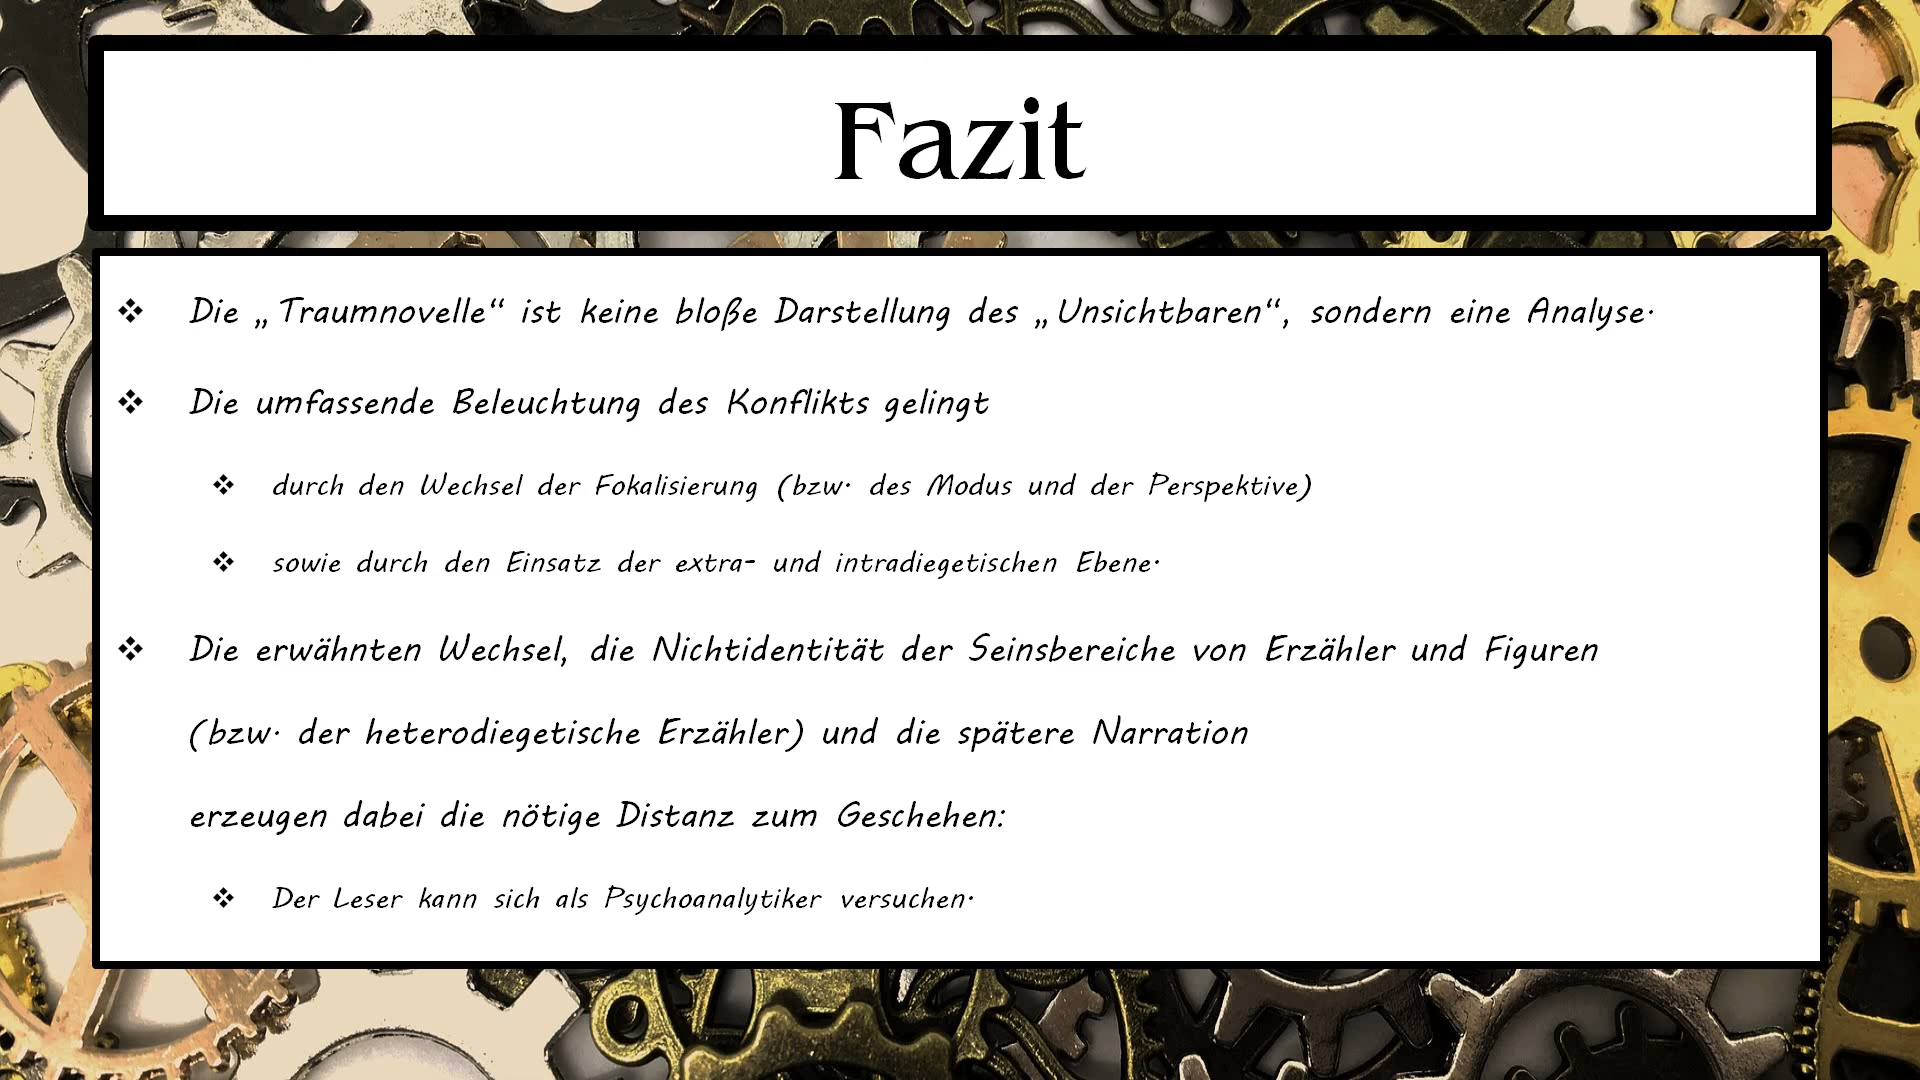 Fazit
Die „Traumnovelle“ ist keine bloße Darstellung des „Unsichtbaren“, sondern eine Analyse.
Die umfassende Beleuchtung des Konflikts gelingt
durch den Wechsel der Fokalisierung (bzw. des Modus und der Perspektive)
sowie durch den Einsatz der extra- und intradiegetischen Ebene.
Die erwähnten Wechsel, die Nichtidentität der Seinsbereiche von Erzähler und Figuren
(bzw. der heterodiegetische Erzähler) und die spätere Narration
erzeugen dabei die nötige Distanz zum Geschehen:
Der Leser kann sich als Psychoanalytiker versuchen.